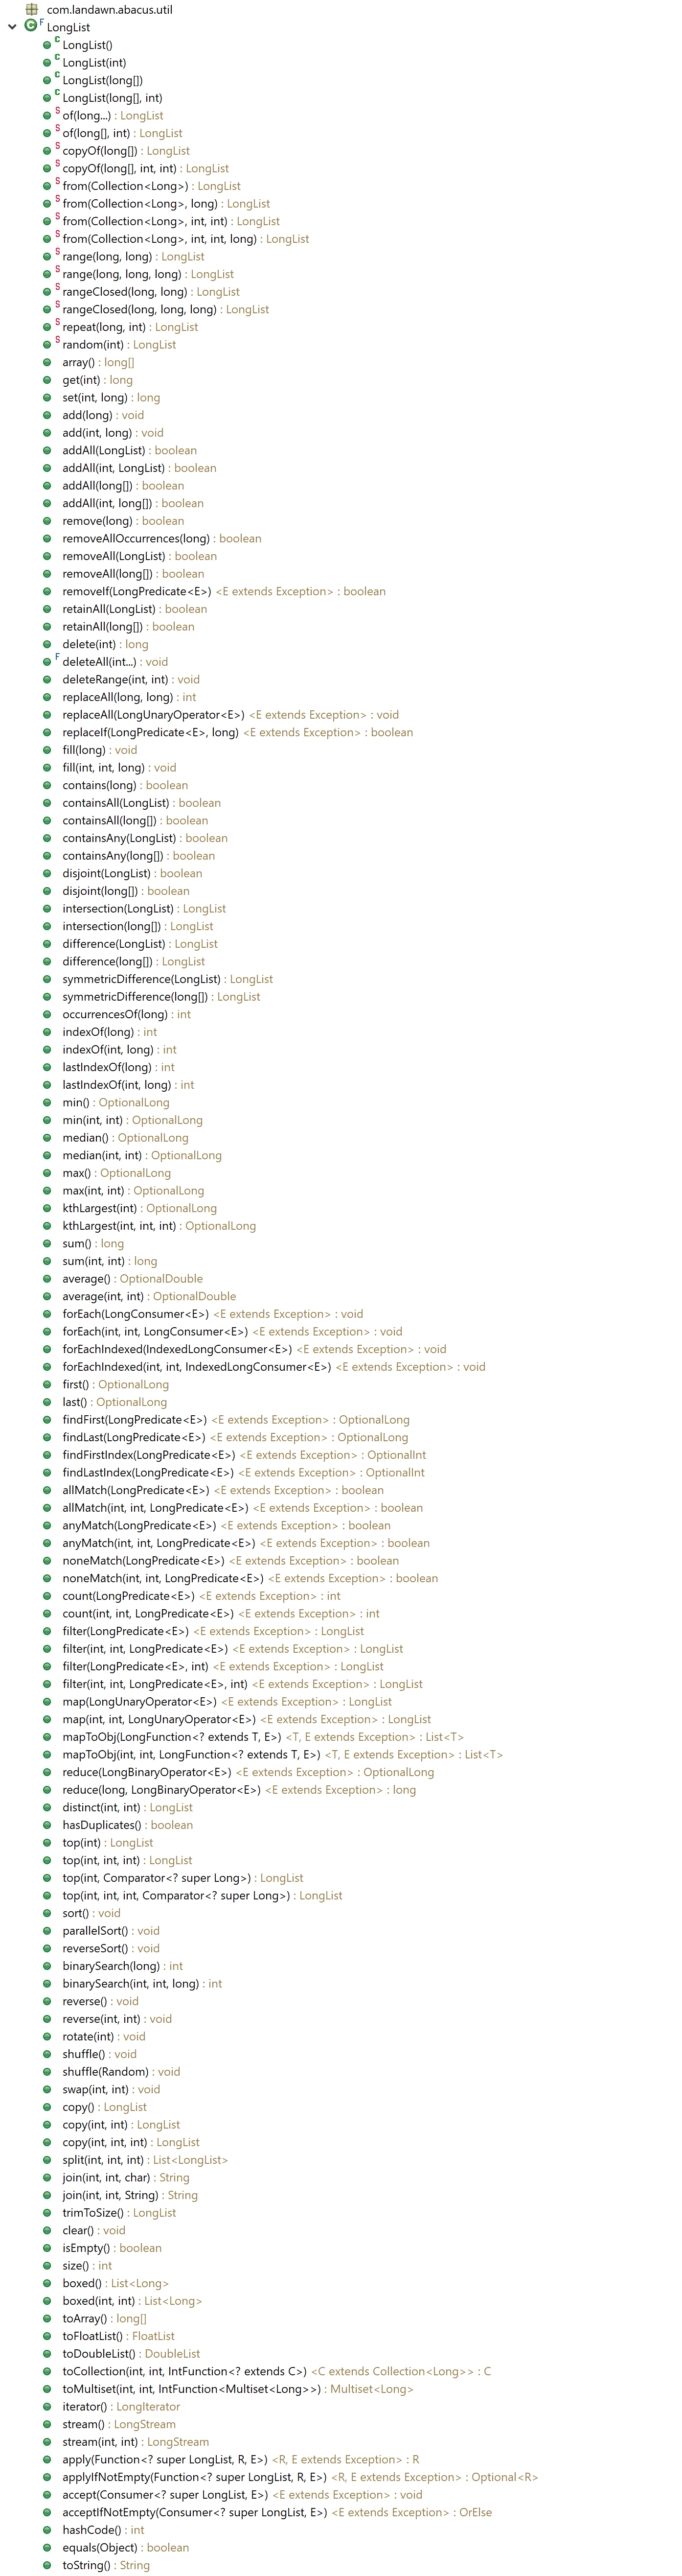 com.landawn.abacus.util
LongList
LongList()
LongList(int)
LongList(long[])
LongList(long[], int)
of(long...) : LongList
of(long[], int) : LongList
copyOf(long[]) : LongList
copyOf(long[], int, int) : LongList
from(Collection<Long>) : LongList
from(Collection<Long>, long) : LongList
from(Collection<Long>, int, int) : LongList
from(Collection<Long>, int, int, long) : LongList
range(long, long) : LongList
range(long, long, long) : LongList
rangeClosed(long, long) : LongList
rangeClosed(long, long, long) : LongList
repeat(long, int) : LongList
random(int) : LongList
array() : long[]
get(int) : long
set(int, long) : long
add(long) : void
add(int, long) : void
addAll(LongList) : boolean
addAll(int, LongList) : boolean
addAll(long[]) : boolean
addAll(int, long[]) : boolean
remove(long) : boolean
removeAllOccurrences(long) : boolean
removeAll(LongList) : boolean
removeAll(long[]) : boolean
removeIf(LongPredicate<E>) <E extends Exception> : boolean
retainAll(LongList) : boolean
retainAll(long[]) : boolean
delete(int) : long
deleteAll(int...) : void
deleteRange(int, int) : void
replaceAll(long, long) : int
replaceAll(LongUnaryOperator<E>) <E extends Exception> : void
replaceIf(LongPredicate<E>, long) <E extends Exception> : boolean
fill(long) : void
fill(int, int, long) : void
contains(long) : boolean
containsAll(LongList) : boolean
containsAll(long[]) : boolean
containsAny(LongList) : boolean
containsAny(long[]) : boolean
disjoint(LongList) : boolean
disjoint(long[]) : boolean
intersection(LongList) : LongList
intersection(long[]) : LongList
difference(LongList) : LongList
difference(long[]) : LongList
symmetricDifference(LongList) : LongList
symmetricDifference(long[]) : LongList
occurrencesOf(long) : int
indexOf(long) : int
indexOf(int, long) : int
lastIndexOf(long) : int
lastIndexOf(int, long) : int
min() : OptionalLong
min(int, int) : OptionalLong
median() : OptionalLong
median(int, int) : OptionalLong
max() : OptionalLong
max(int, int) : OptionalLong
kthLargest(int) : OptionalLong
kthLargest(int, int, int) : OptionalLong
sum() : long
sum(int, int) : long
average() : OptionalDouble
average(int, int) : OptionalDouble
forEach(LongConsumer<E>) <E extends Exception> : void
forEach(int, int, LongConsumer<E>) <E extends Exception> : void
forEachIndexed(IndexedLongConsumer<E>) <E extends Exception> : void
forEachIndexed(int, int, IndexedLongConsumer<E>) <E extends Exception> : void
first() : OptionalLong
last() : OptionalLong
findFirst(LongPredicate<E>) <E extends Exception> : OptionalLong
findLast(LongPredicate<E>) <E extends Exception> : OptionalLong
findFirstIndex(LongPredicate<E>) <E extends Exception> : OptionalInt
findLastIndex(LongPredicate<E>) <E extends Exception> : OptionalInt
allMatch(LongPredicate<E>) <E extends Exception> : boolean
allMatch(int, int, LongPredicate<E>) <E extends Exception> : boolean
anyMatch(LongPredicate<E>) <E extends Exception> : boolean
anyMatch(int, int, LongPredicate<E>) <E extends Exception> : boolean
noneMatch(LongPredicate<E>) <E extends Exception> : boolean
noneMatch(int, int, LongPredicate<E>) <E extends Exception> : boolean
count(LongPredicate<E>) <E extends Exception> : int
count(int, int, LongPredicate<E>) <E extends Exception> : int
filter(LongPredicate<E>) <E extends Exception> : LongList
filter(int, int, LongPredicate<E>) <E extends Exception> : LongList
filter(LongPredicate<E>, int) <E extends Exception> : LongList
filter(int, int, LongPredicate<E>, int) <E extends Exception> : LongList
map(LongUnaryOperator<E>) <E extends Exception> : LongList
map(int, int, LongUnaryOperator<E>) <E extends Exception> : LongList
mapToObj(LongFunction<? extends T, E>) <T, E extends Exception> : List<T>
mapToObj(int, int, LongFunction<? extends T, E>) <T, E extends Exception> : List<T>
reduce(LongBinaryOperator<E>) <E extends Exception> : OptionalLong
reduce(long, LongBinaryOperator<E>) <E extends Exception> : long
distinct(int, int) : LongList
hasDuplicates() : boolean
top(int) : LongList
top(int, int, int) : LongList
top(int, Comparator<? super Long>) : LongList
top(int, int, int, Comparator<? super Long>) : LongList
sort() : void
parallelSort() : void
reverseSort() : void
binarySearch(long) : int
binarySearch(int, int, long) : int
reverse() : void
reverse(int, int) : void
rotate(int) : void
shuffle() : void
shuffle(Random) : void
swap(int, int) : void
copy() : LongList
copy(int, int) : LongList
copy(int, int, int) : LongList
split(int, int, int) : List<LongList>
join(int, int, char) : String
join(int, int, String) : String
trimToSize() : LongList
clear() : void
isEmpty() : boolean
size() : int
boxed() : List<Long>
boxed(int, int) : List<Long>
toArray() : long[]
toFloatList() : FloatList
toDoubleList() : DoubleList
toCollection(int, int, IntFunction<? extends C>) <C extends Collection<Long>> : C
toMultiset(int, int, IntFunction<Multiset<Long>>) : Multiset<Long>
iterator() : LongIterator
stream() : LongStream
stream(int, int) : LongStream
apply(Function<? super LongList, R, E>) <R, E extends Exception> : R
applyIfNotEmpty(Function<? super LongList, R, E>) <R, E extends Exception> : Optional<R>
accept(Consumer<? super LongList, E>) <E extends Exception> : void
acceptIfNotEmpty(Consumer<? super LongList, E>) <E extends Exception> : OrElse
hashCode() : int
equals(Object) : boolean
toString() : String